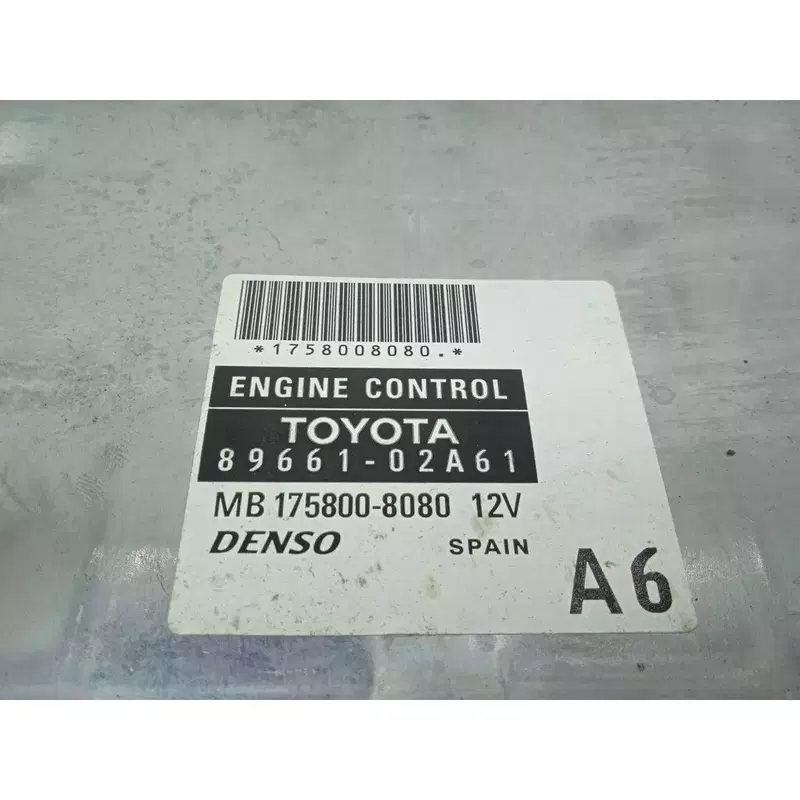 *1758008080.*
ENGINE CONTROL
TOYOTA
89661-02A61
MB 175800-8080 12V
DENSO SPAIN
A6